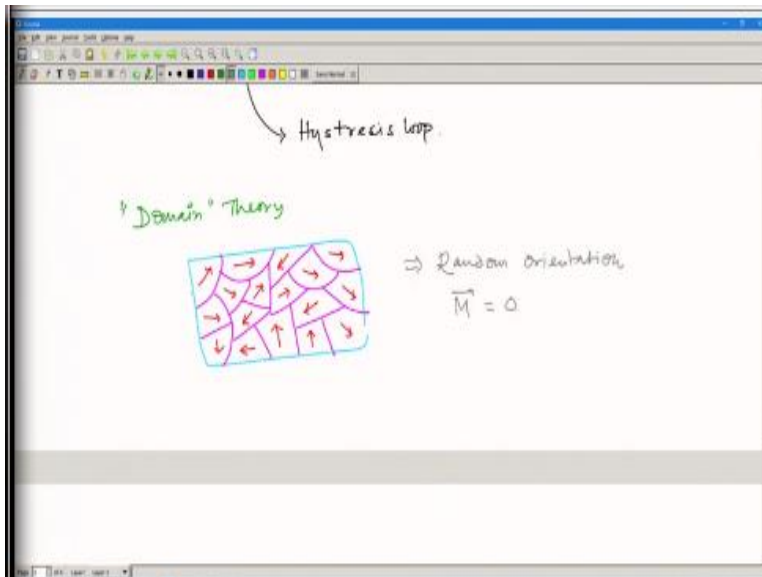 Hystresis loop.
"Domain" Theory
⇒ Random orientation
M⃗ = 0